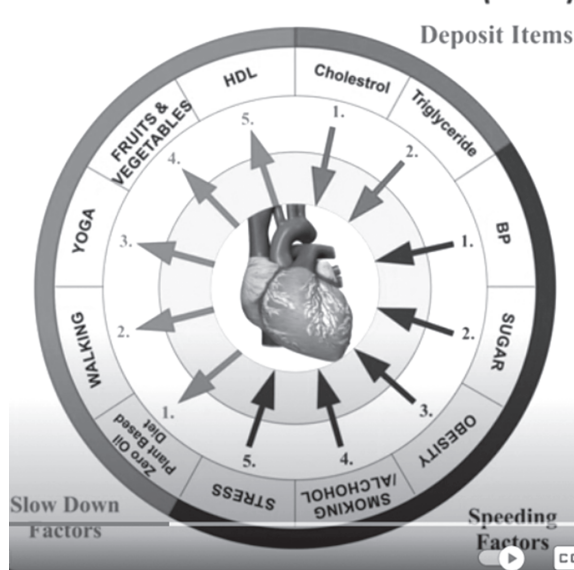 Deposit Items
HDL
Cholestrol
Triglyceride
FRUITS &
VEGETABLES
5.
1.
4.
2.
YOGA
3.
1.
BP
WALKING
2.
2.
SUGAR
1.
3.
OBESITY
Zero Oil
Plant Based
Diet
5.
4.
STRESS
SMOKING
/ALCHOHOL
Slow Down
Factors
Speeding
Factors